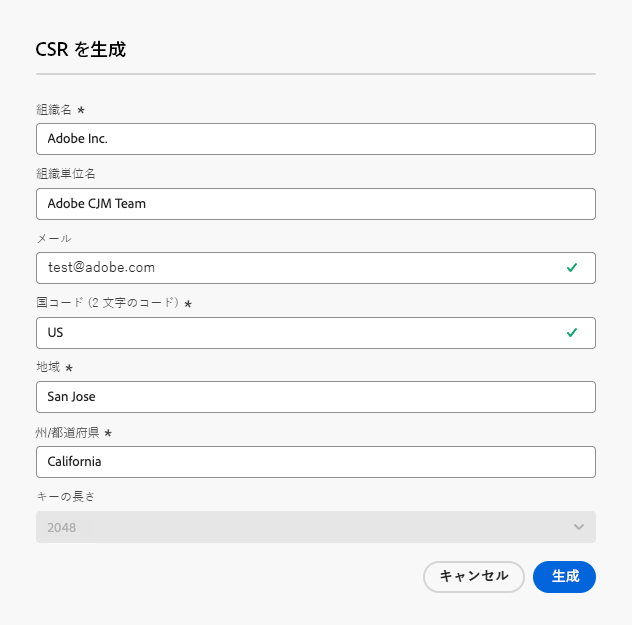 CSR を生成
組織名 *
Adobe Inc.
組織単位名
Adobe CJM Team
メール
test@adobe.com
国コード (2 文字のコード) *
US
地域 *
San Jose
州/都道府県 *
California
キーの長さ
2048
キャンセル 生成